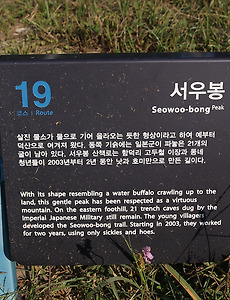 19
코스 | Route
서우봉
Seowoo-bong Peak
살진 물소가 뭍으로 기어 올라오는 듯한 형상이라고 하여 예부터
덕산으로 여겨져 왔다. 동쪽 기슭에는 일본군이 파놓은 21개의
굴이 남아 있다. 서우봉 산책로는 함덕리 고두철 이장과 동네
청년들이 2003년부터 2년 동안 낫과 호미만으로 만든 길이다.
With its shape resembling a water buffalo crawling up to the
land, this gentle peak has been respected as a virtuous
mountain. On the eastern foothill, 21 trench caves dug by the
Imperial Japanese Military still remain. The young villagers
developed the Seowoo-bong trail. Starting in 2003, they worked
for two years, using only sickles and hoes.